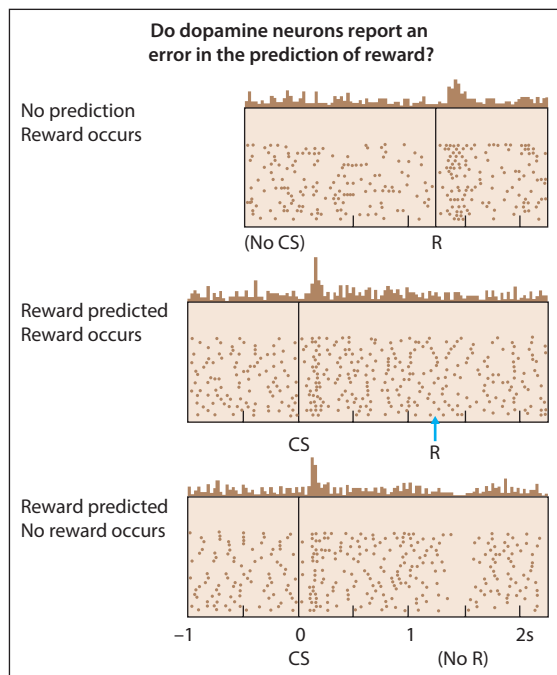 Do dopamine neurons report an
error in the prediction of reward?
No prediction
Reward occurs
(No CS) R
Reward predicted
Reward occurs
CS
R
Reward predicted
No reward occurs
−1 0 1 2s
CS (No R)